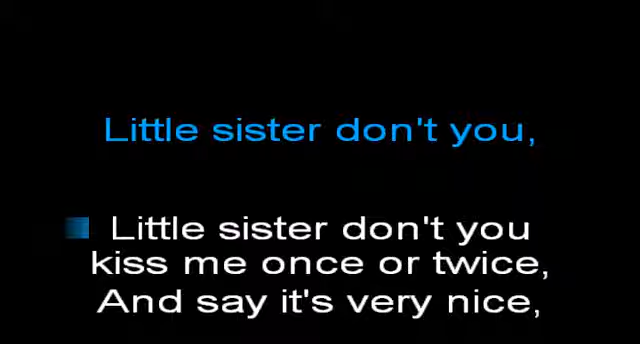 Little sister don't you,
Little sister don't you
kiss me once or twice,
And say it's very nice,